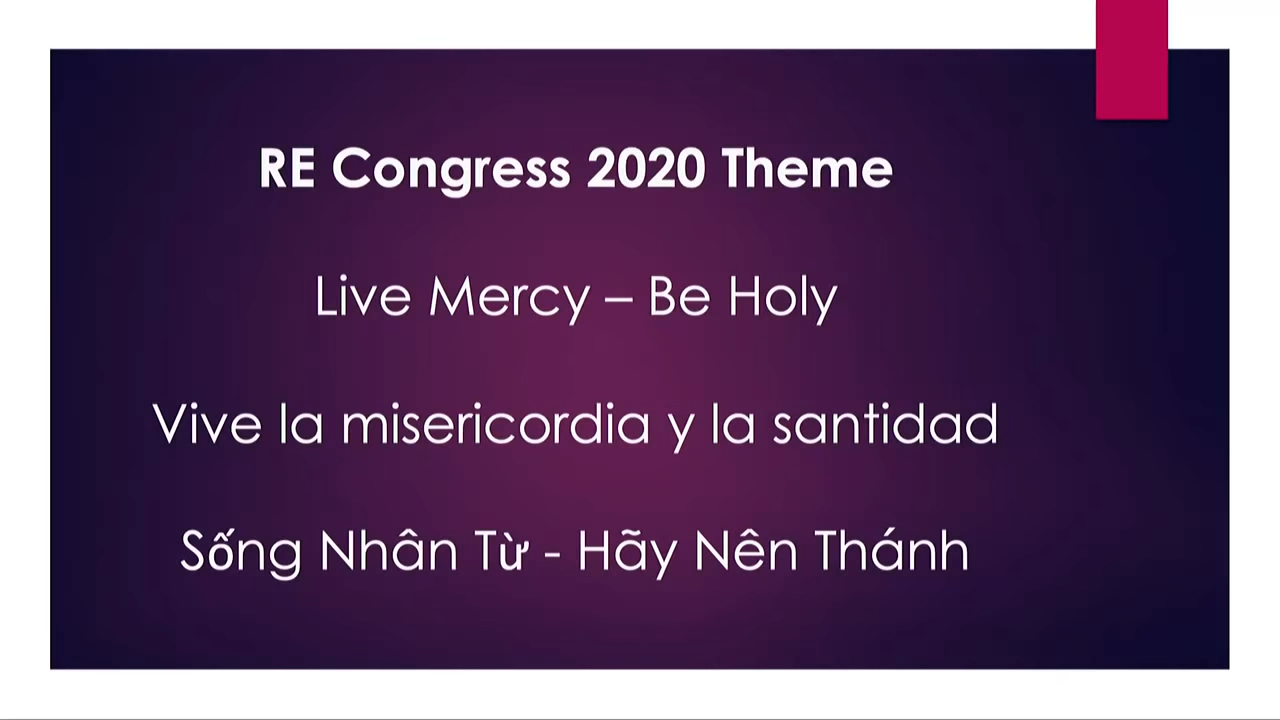 RE Congress 2020 Theme
Live Mercy – Be Holy
Vive la misericordia y la santidad
Sống Nhân Từ - Hãy Nên Thánh